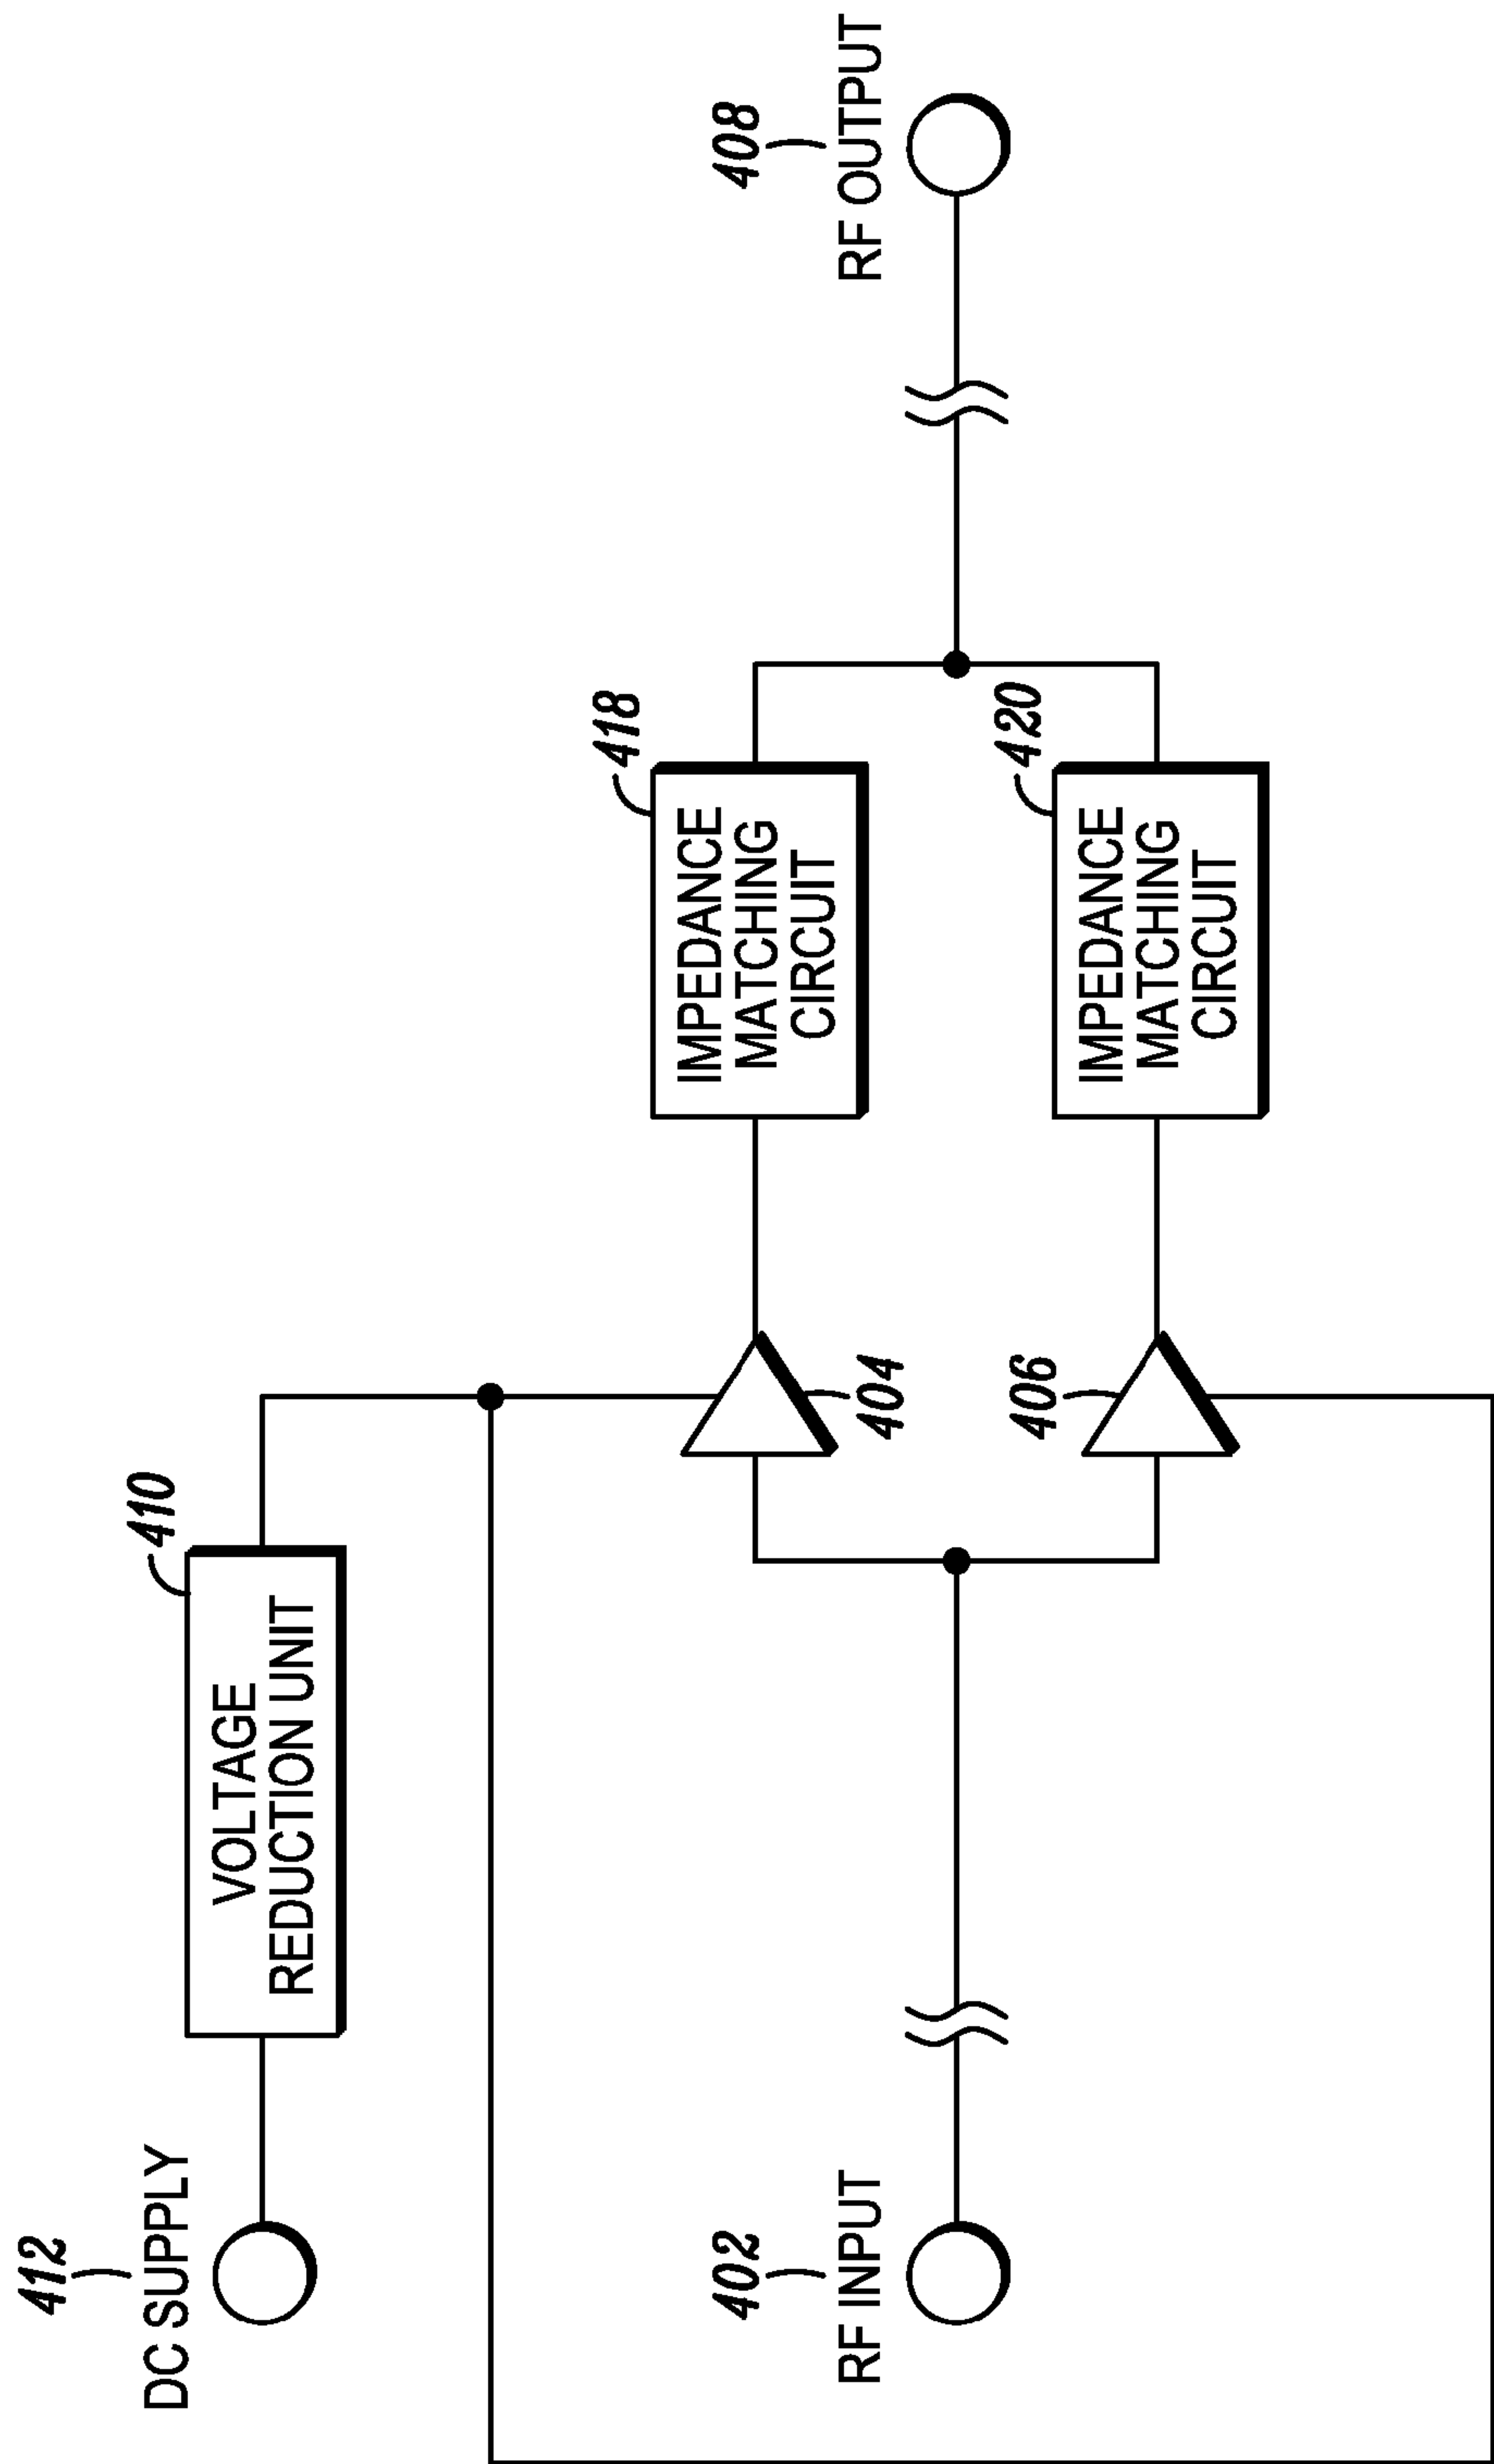 412
DC SUPPLY
VOLTAGE
REDUCTION UNIT
410
402
RF INPUT
404
406
IMPEDANCE
MATCHING
CIRCUIT
418
IMPEDANCE
MATCHING
CIRCUIT
420
408
RF OUTPUT